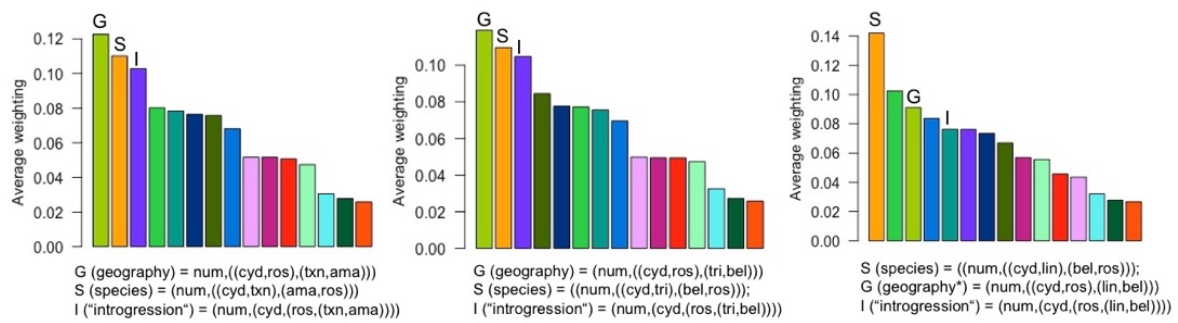 G
S
I
Average weighting
0.12
0.10
0.08
0.06
0.04
0.02
0.00
G (geography) = num,((cyd,ros),(txn,ama)))
S (species) = (num,((cyd,txn),(ama,ros)))
I ("introgression“) = (num,(cyd,(ros,(txn,ama))))
G
S
I
Average weighting
0.10
0.08
0.06
0.04
0.02
0.00
G (geography) = (num,((cyd,ros),(tri,bel)))
S (species) = ((num,((cyd,tri),(bel,ros)));
I ("introgression“) = (num,(cyd,(ros,(tri,bel))))
S
G
I
Average weighting
0.14
0.12
0.10
0.08
0.06
0.04
0.02
0.00
S (species) = ((num,((cyd,lin),(bel,ros)));
G (geography*) = (num,((cyd,ros),(lin,bel)))
I ("introgression“) = (num,(cyd,(ros,(lin,bel))))